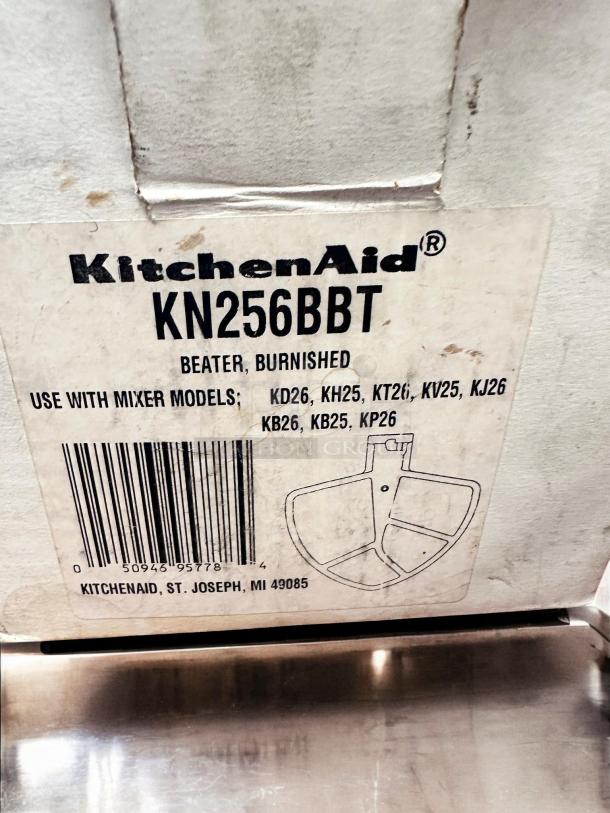 KitchenAid®
KN256BBT
BEATER, BURNISHED
USE WITH MIXER MODELS; KD26, KH25, KT26, KV25, KJ26
KB26, KB25, KP26
0 50946 95778 4
KITCHENAID, ST. JOSEPH, MI 49085